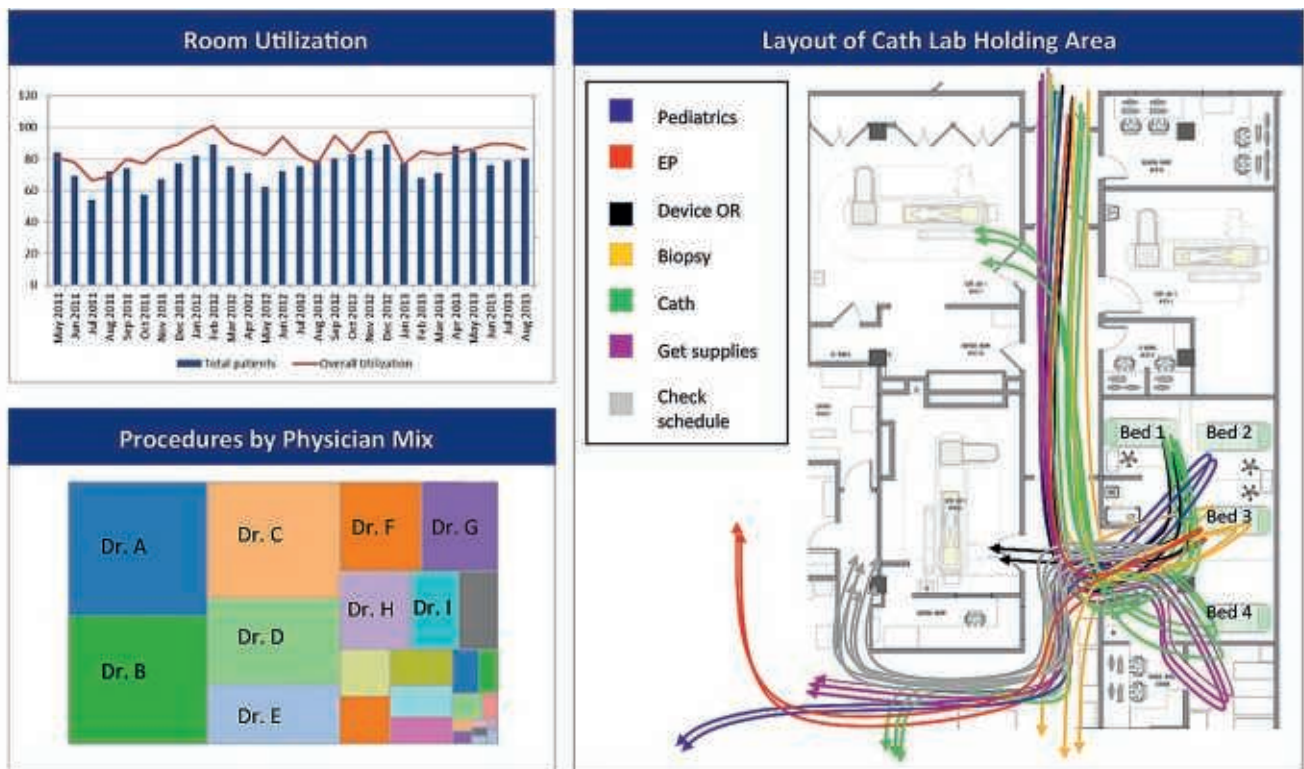 Room Utilization
120
100
80
60
40
20
0
May 2011
Jun 2011
Jul 2011
Aug 2011
Sep 2011
Oct 2011
Nov 2011
Dec 2011
Jan 2012
Feb 2012
Mar 2012
Apr 2012
May 2012
Jun 2012
Jul 2012
Aug 2012
Sep 2012
Oct 2012
Nov 2012
Dec 2012
Jan 2013
Feb 2013
Mar 2013
Apr 2013
May 2013
Jun 2013
Jul 2013
Aug 2013
Total patients
Overall Utilization
Procedures by Physician Mix
Dr. A
Dr. B
Dr. C
Dr. D
Dr. E
Dr. F
Dr. G
Dr. H
Dr. I
Layout of Cath Lab Holding Area
Pediatrics
EP
Device OR
Biopsy
Cath
Get supplies
Check
schedule
Bed 1
Bed 2
Bed 3
Bed 4